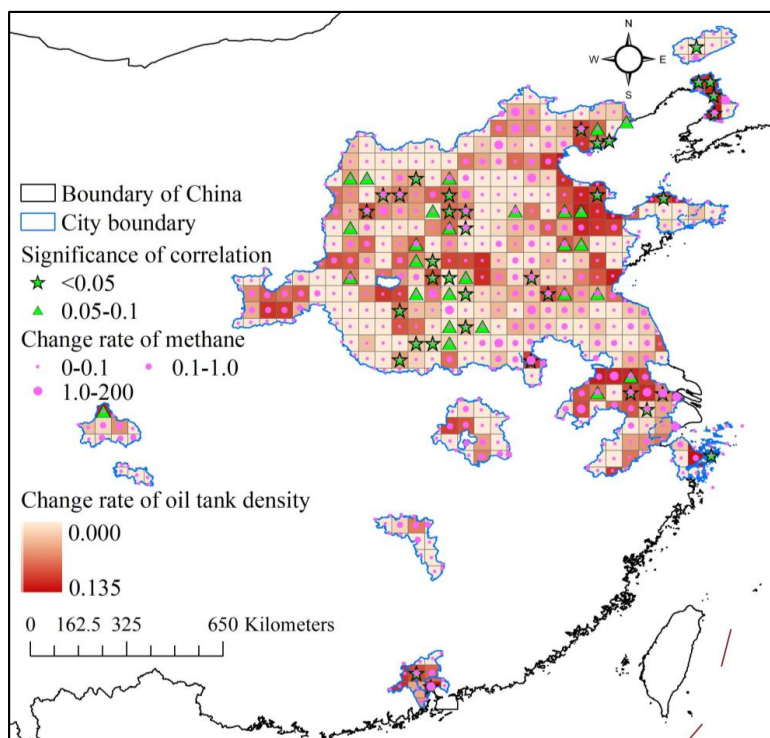 N
W E
S
Boundary of China
City boundary
Significance of correlation
<0.05
0.05-0.1
Change rate of methane
0-0.1 0.1-1.0
1.0-200
Change rate of oil tank density
0.000
0.135
0 162.5 325 650 Kilometers